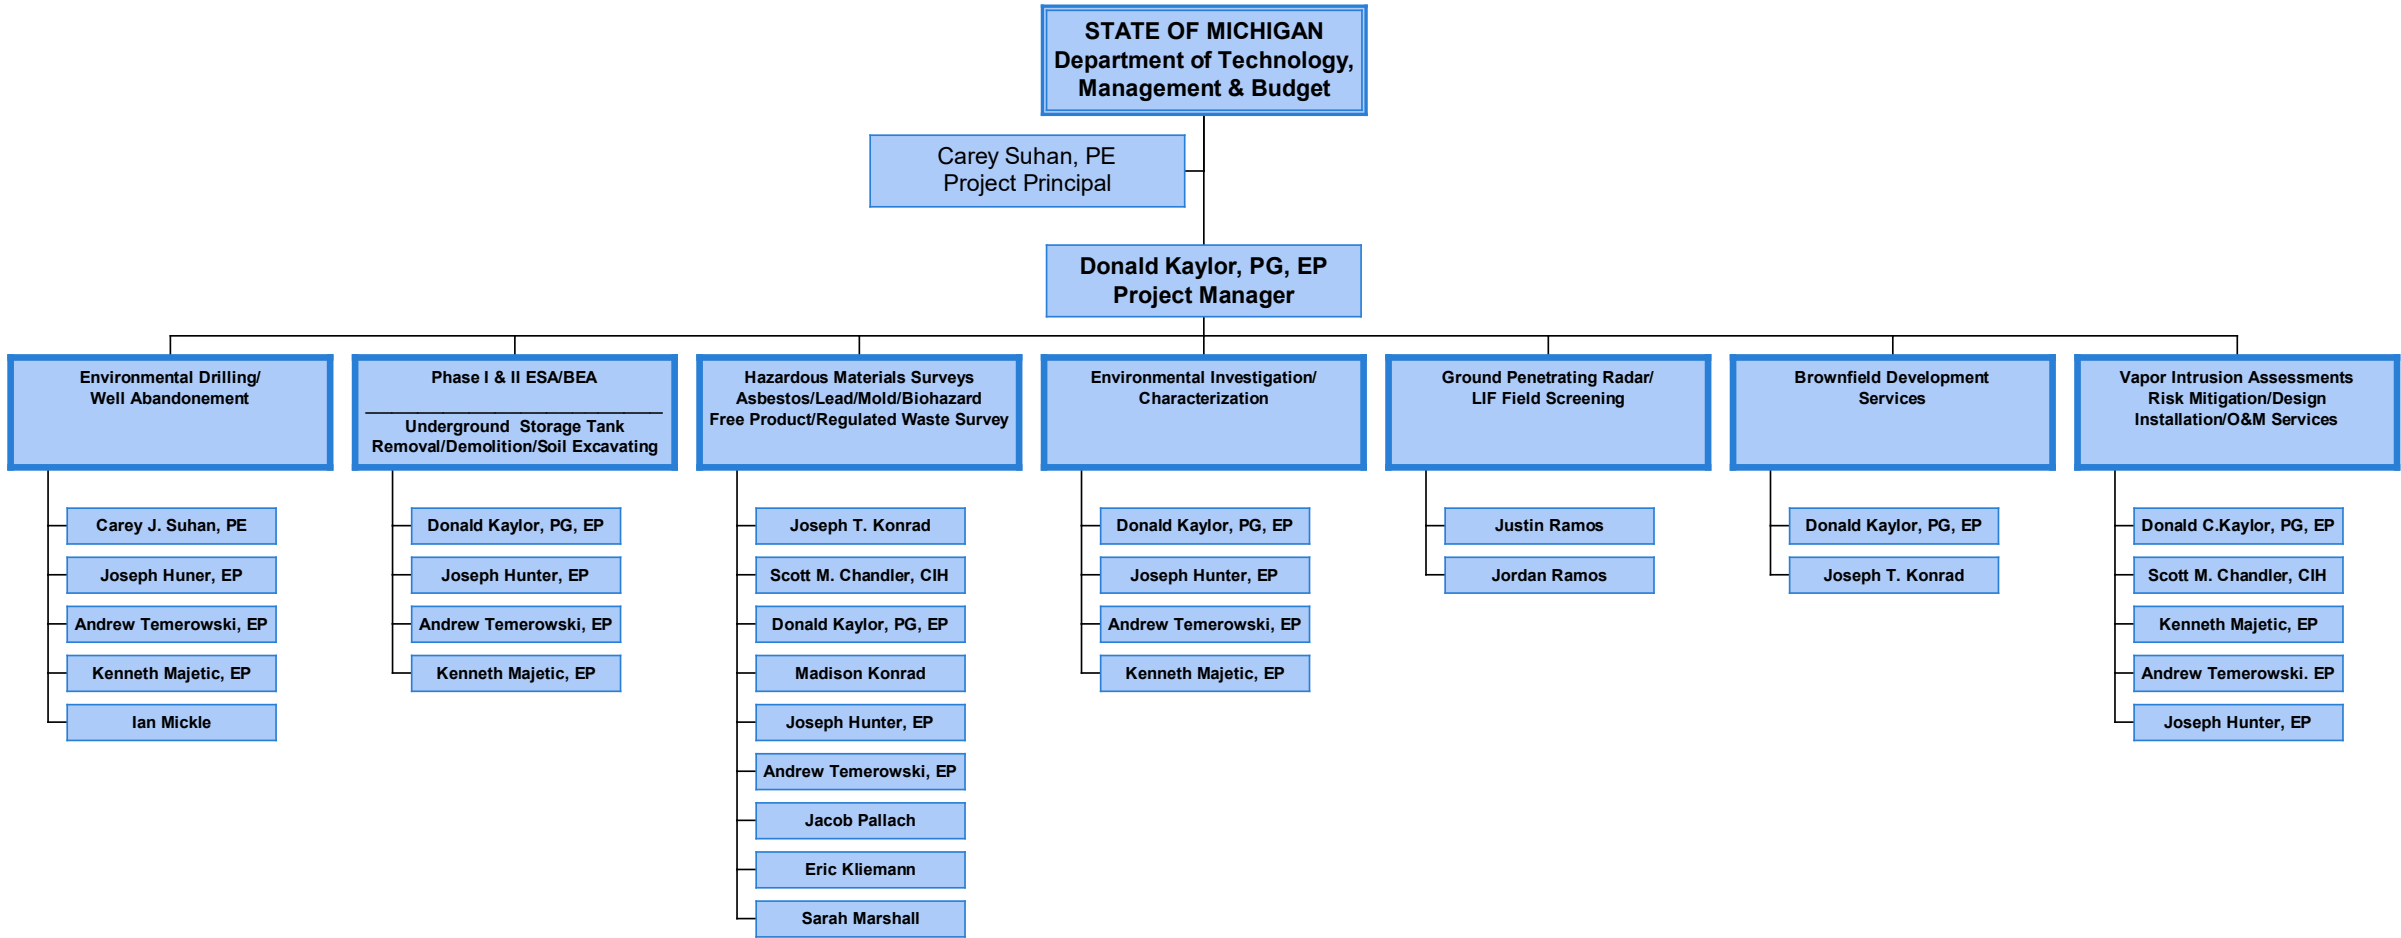 STATE OF MICHIGAN
Department of Technology,
Management & Budget
Carey Suhan, PE
Project Principal
Donald Kaylor, PG, EP
Project Manager
Environmental Drilling/
Well Abandonement
Carey J. Suhan, PE
Joseph Huner, EP
Andrew Temerowski, EP
Kenneth Majetic, EP
Ian Mickle
Phase I & II ESA/BEA
Underground Storage Tank
Removal/Demolition/Soil Excavating
Donald Kaylor, PG, EP
Joseph Hunter, EP
Andrew Temerowski, EP
Kenneth Majetic, EP
Hazardous Materials Surveys
Asbestos/Lead/Mold/Biohazard
Free Product/Regulated Waste Survey
Joseph T. Konrad
Scott M. Chandler, CIH
Donald Kaylor, PG, EP
Madison Konrad
Joseph Hunter, EP
Andrew Temerowski, EP
Jacob Pallach
Eric Kliemann
Sarah Marshall
Environmental Investigation/
Characterization
Donald Kaylor, PG, EP
Joseph Hunter, EP
Andrew Temerowski, EP
Kenneth Majetic, EP
Ground Penetrating Radar/
LIF Field Screening
Justin Ramos
Jordan Ramos
Brownfield Development
Services
Donald Kaylor, PG, EP
Joseph T. Konrad
Vapor Intrusion Assessments
Risk Mitigation/Design
Installation/O&M Services
Donald C.Kaylor, PG, EP
Scott M. Chandler, CIH
Kenneth Majetic, EP
Andrew Temerowski. EP
Joseph Hunter, EP